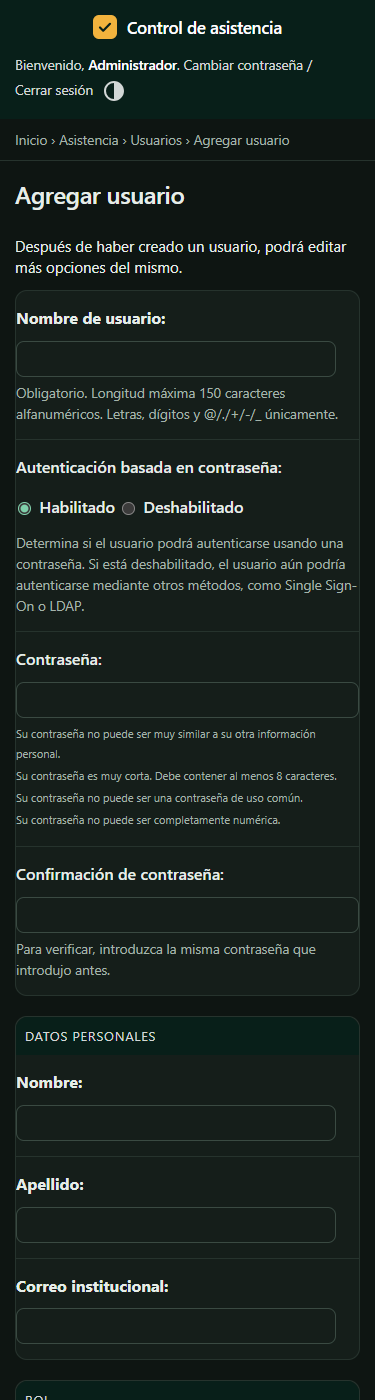 Control de asistencia
Bienvenido, Administrador. Cambiar contraseña /
Cerrar sesión
Inicio › Asistencia › Usuarios › Agregar usuario
Agregar usuario
Después de haber creado un usuario, podrá editar
más opciones del mismo.
Nombre de usuario:
Obligatorio. Longitud máxima 150 caracteres
alfanuméricos. Letras, dígitos y @/./+/-/_ únicamente.
Autenticación basada en contraseña:
Habilitado Deshabilitado
Determina si el usuario podrá autenticarse usando una
contraseña. Si está deshabilitado, el usuario aún podría
autenticarse mediante otros métodos, como Single Sign-
On o LDAP.
Contraseña:
Su contraseña no puede ser muy similar a su otra información
personal.
Su contraseña es muy corta. Debe contener al menos 8 caracteres.
Su contraseña no puede ser una contraseña de uso común.
Su contraseña no puede ser completamente numérica.
Confirmación de contraseña:
Para verificar, introduzca la misma contraseña que
introdujo antes.
DATOS PERSONALES
Nombre:
Apellido:
Correo institucional:
ROL